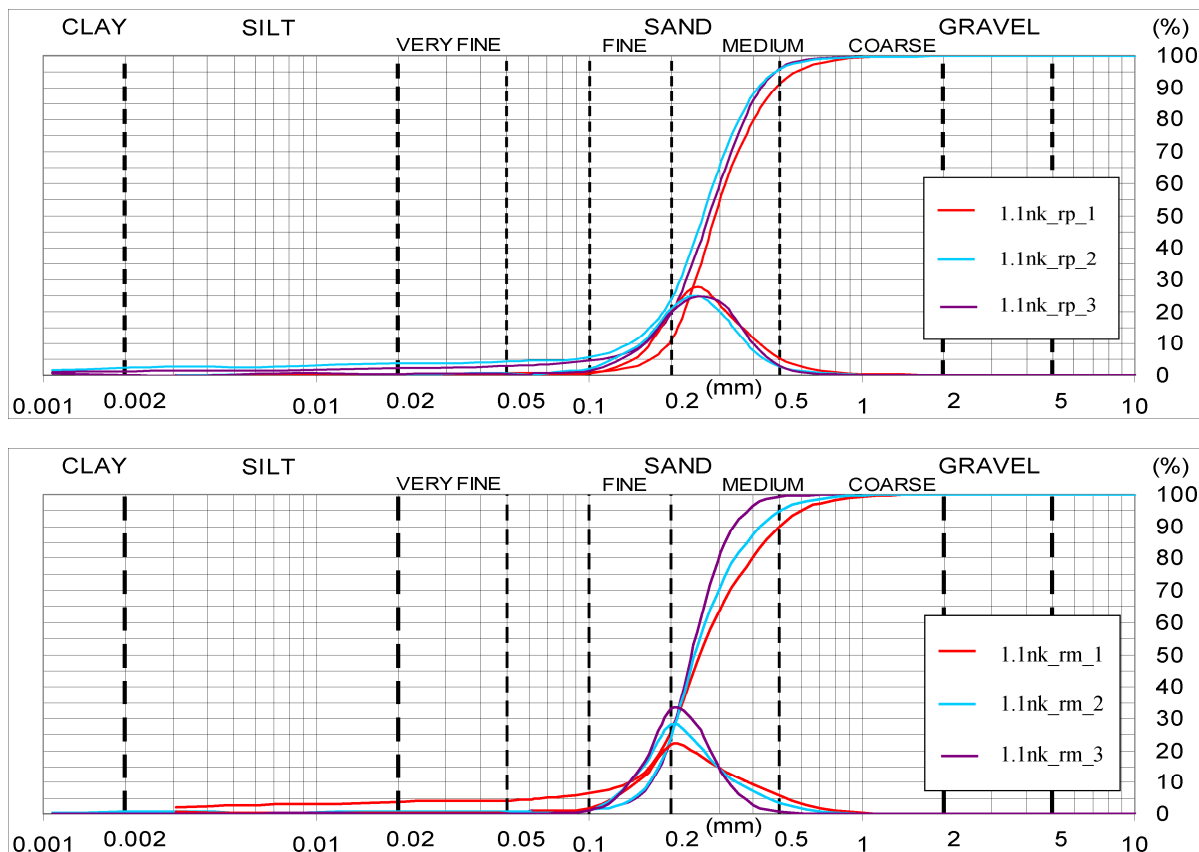 CLAY SILT SAND GRAVEL (%)
VERY FINE FINE MEDIUM COARSE
100
90
80
70
60
50
40
30
20
10
0
1.1nk_rp_1
1.1nk_rp_2
1.1nk_rp_3
(mm)
0.001 0.002 0.01 0.02 0.05 0.1 0.2 0.5 1 2 5 10
CLAY SILT SAND GRAVEL (%)
VERY FINE FINE MEDIUM COARSE
100
90
80
70
60
50
40
30
20
10
0
1.1nk_rm_1
1.1nk_rm_2
1.1nk_rm_3
(mm)
0.001 0.002 0.01 0.02 0.05 0.1 0.2 0.5 1 2 5 10